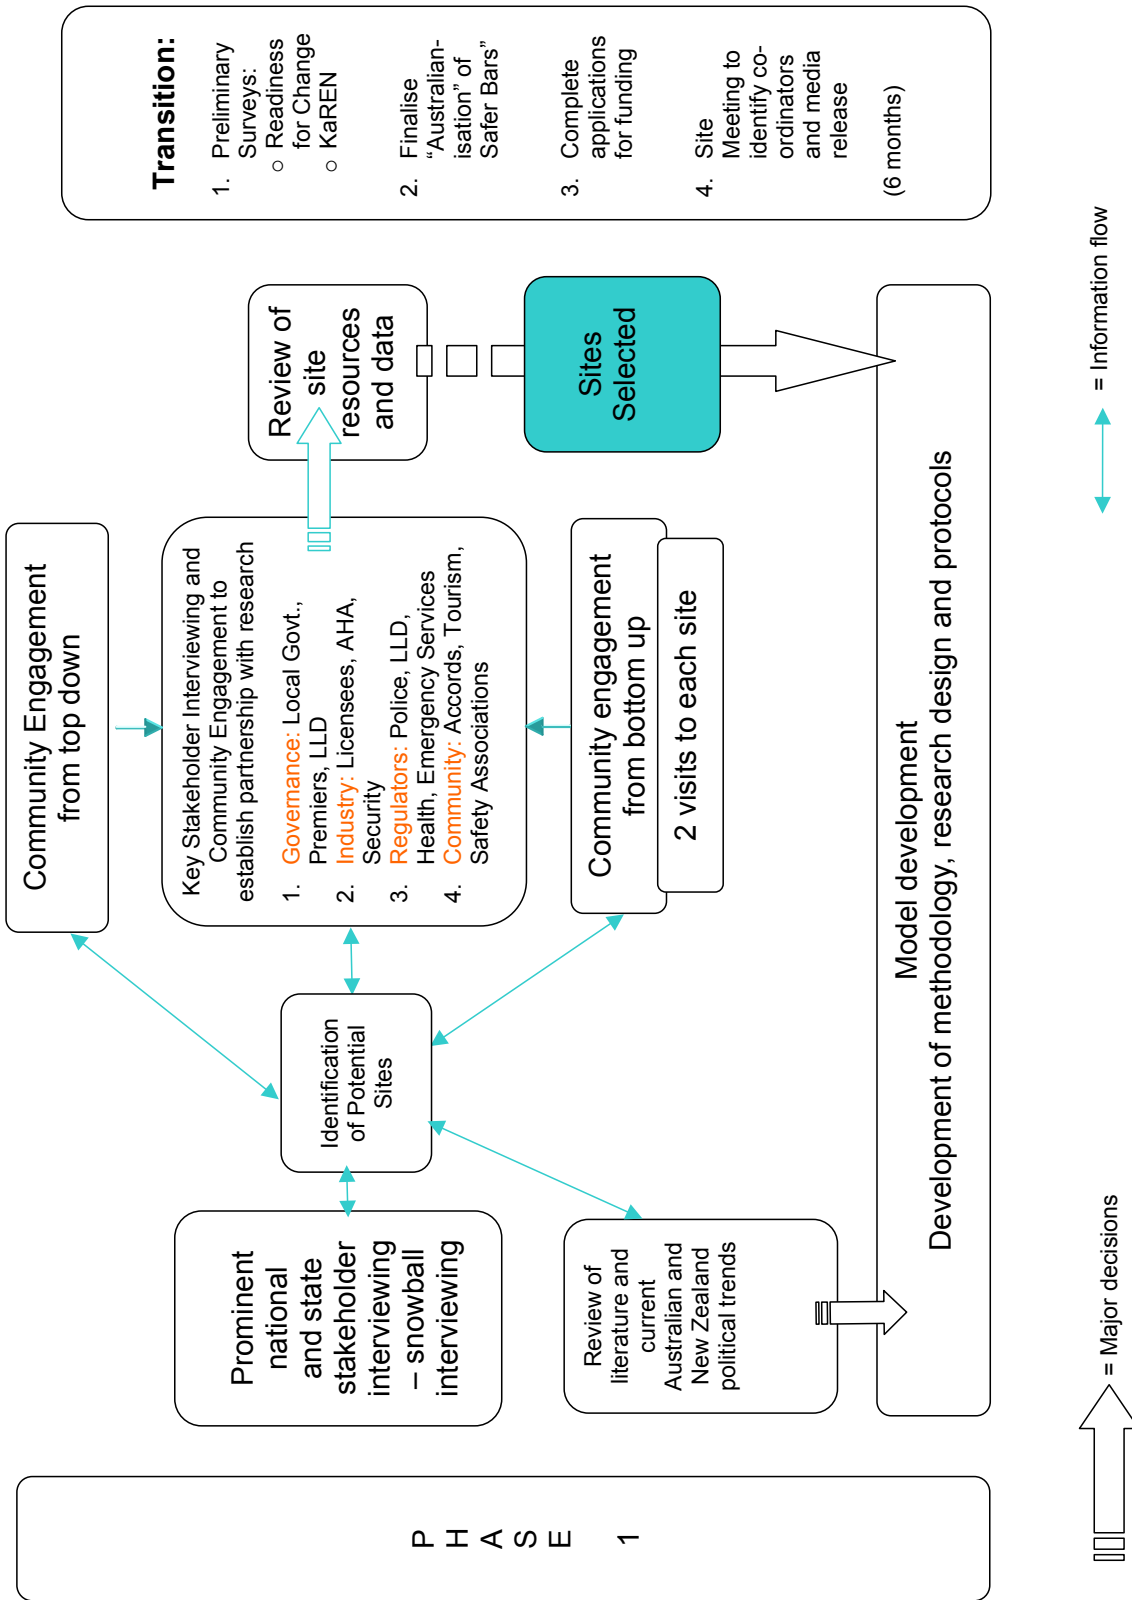 P
H
A
S
E
1
Prominent
national
and state
stakeholder
interviewing
– snowball
interviewing
Review of
literature and
current
Australian and
New Zealand
political trends
Identification
of Potential
Sites
Community Engagement
from top down
Key Stakeholder Interviewing and
Community Engagement to
establish partnership with research
1. Governance: Local Govt.,
Premiers, LLD
2. Industry: Licensees, AHA,
Security
3. Regulators: Police, LLD,
Health, Emergency Services
4. Community: Accords, Tourism,
Safety Associations
Community engagement
from bottom up
2 visits to each site
Review of
site
resources
and data
Sites
Selected
Model development
Development of methodology, research design and protocols
Transition:
1. Preliminary
Surveys:
○ Readiness
for Change
○ KaREN
2. Finalise
“Australian-
isation” of
Safer Bars”
3. Complete
applications
for funding
4. Site
Meeting to
identify co-
ordinators
and media
release
(6 months)
= Major decisions
= Information flow